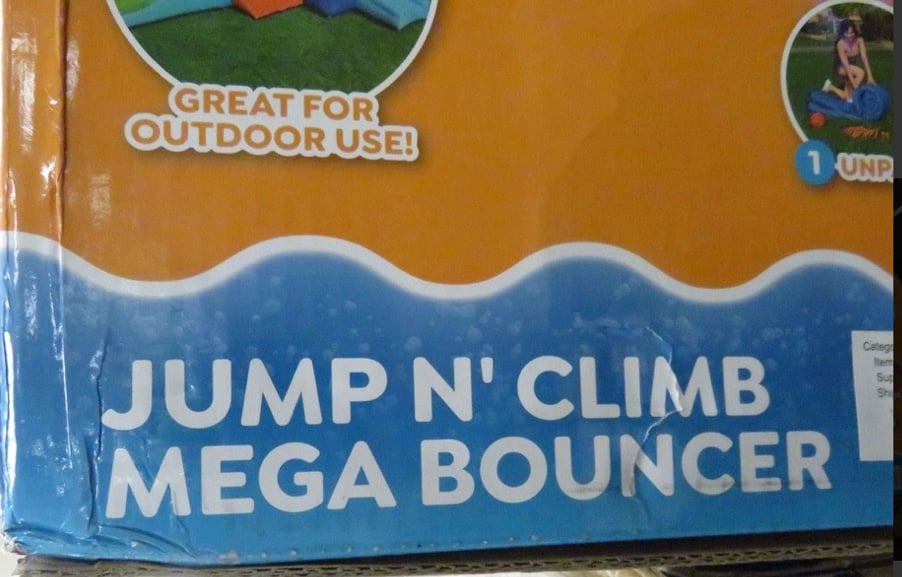 GREAT FOR
OUTDOOR USE!
1
JUMP N' CLIMB
MEGA BOUNCER